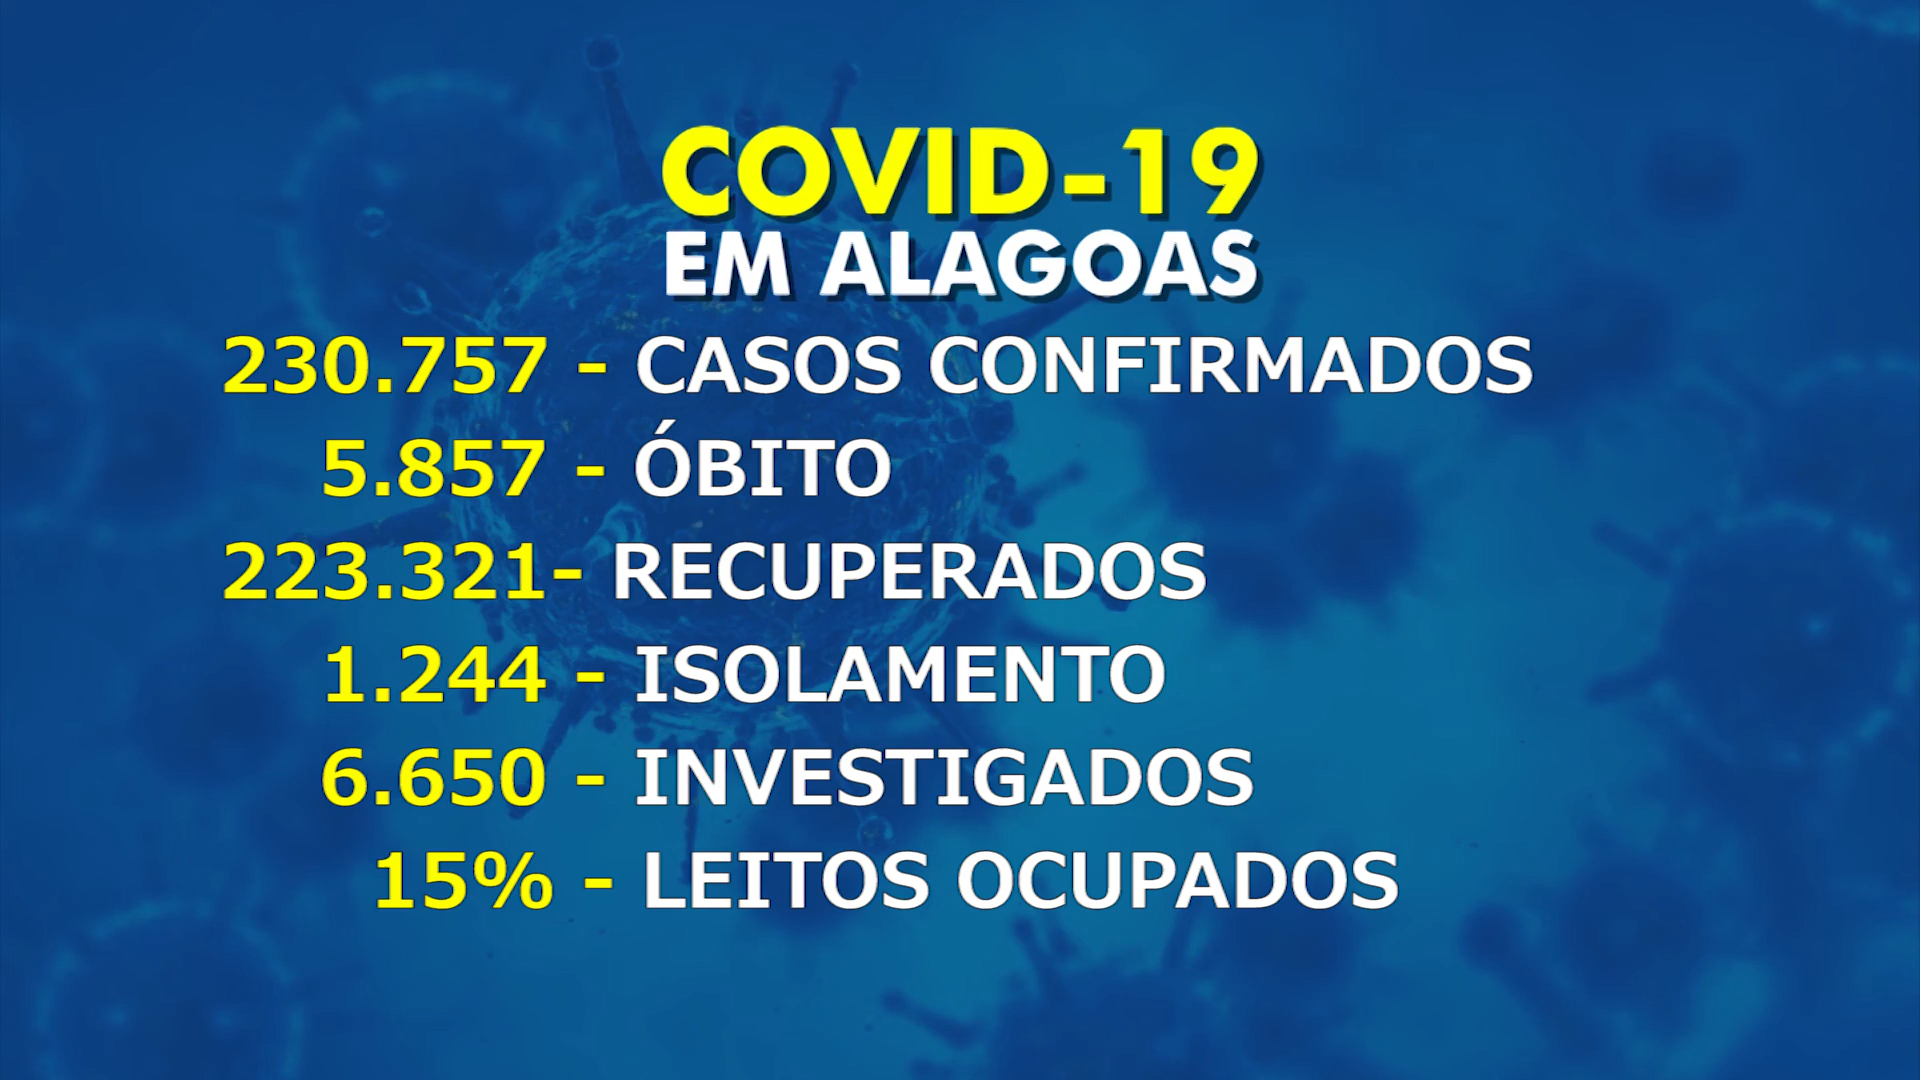 COVID-19
EM ALAGOAS
230.757 - CASOS CONFIRMADOS
5.857 - ÓBITO
223.321- RECUPERADOS
1.244 - ISOLAMENTO
6.650 - INVESTIGADOS
15% - LEITOS OCUPADOS